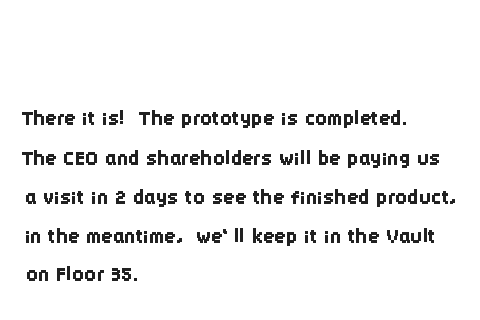 There it is! The prototype is completed.
The CEO and shareholders will be paying us
a visit in 2 days to see the finished product,
in the meantime, we'll keep it in the Vault
on Floor 35.